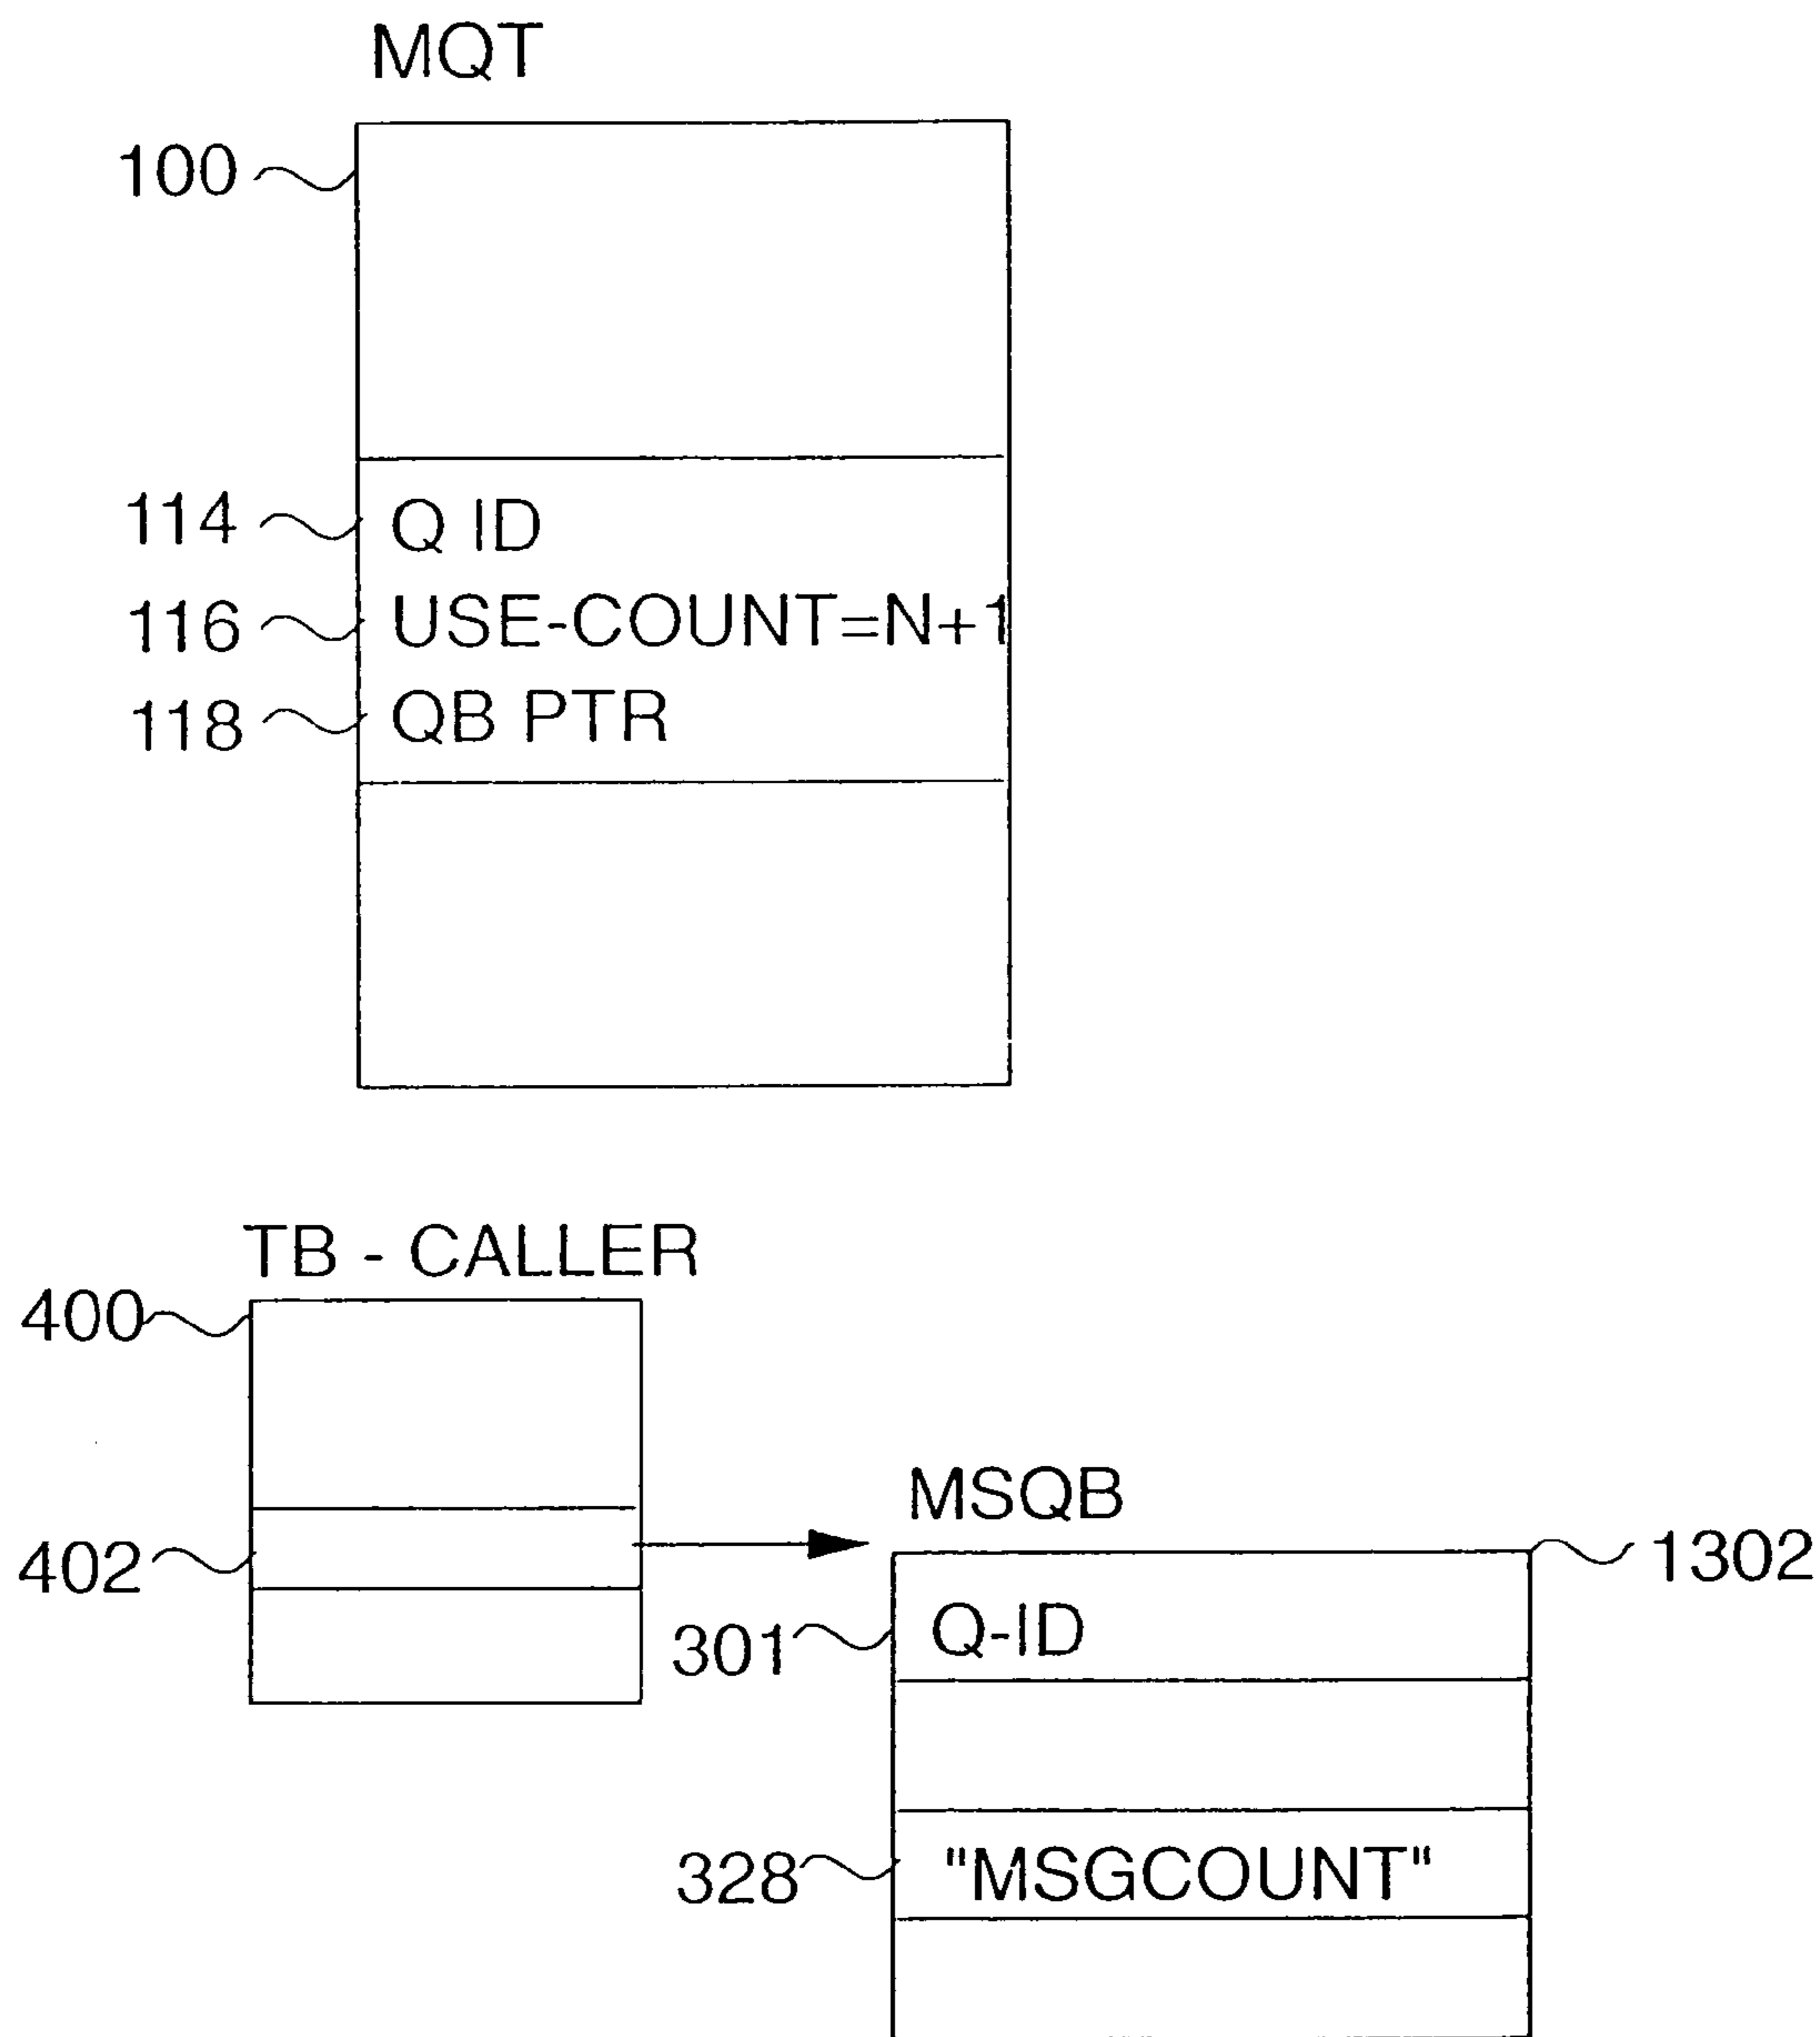 MQT
100
114 Q ID
116 USE-COUNT=N+1
118 QB PTR
TB - CALLER
400
MSQB
402
1302
301 Q-ID
328 "MSGCOUNT"